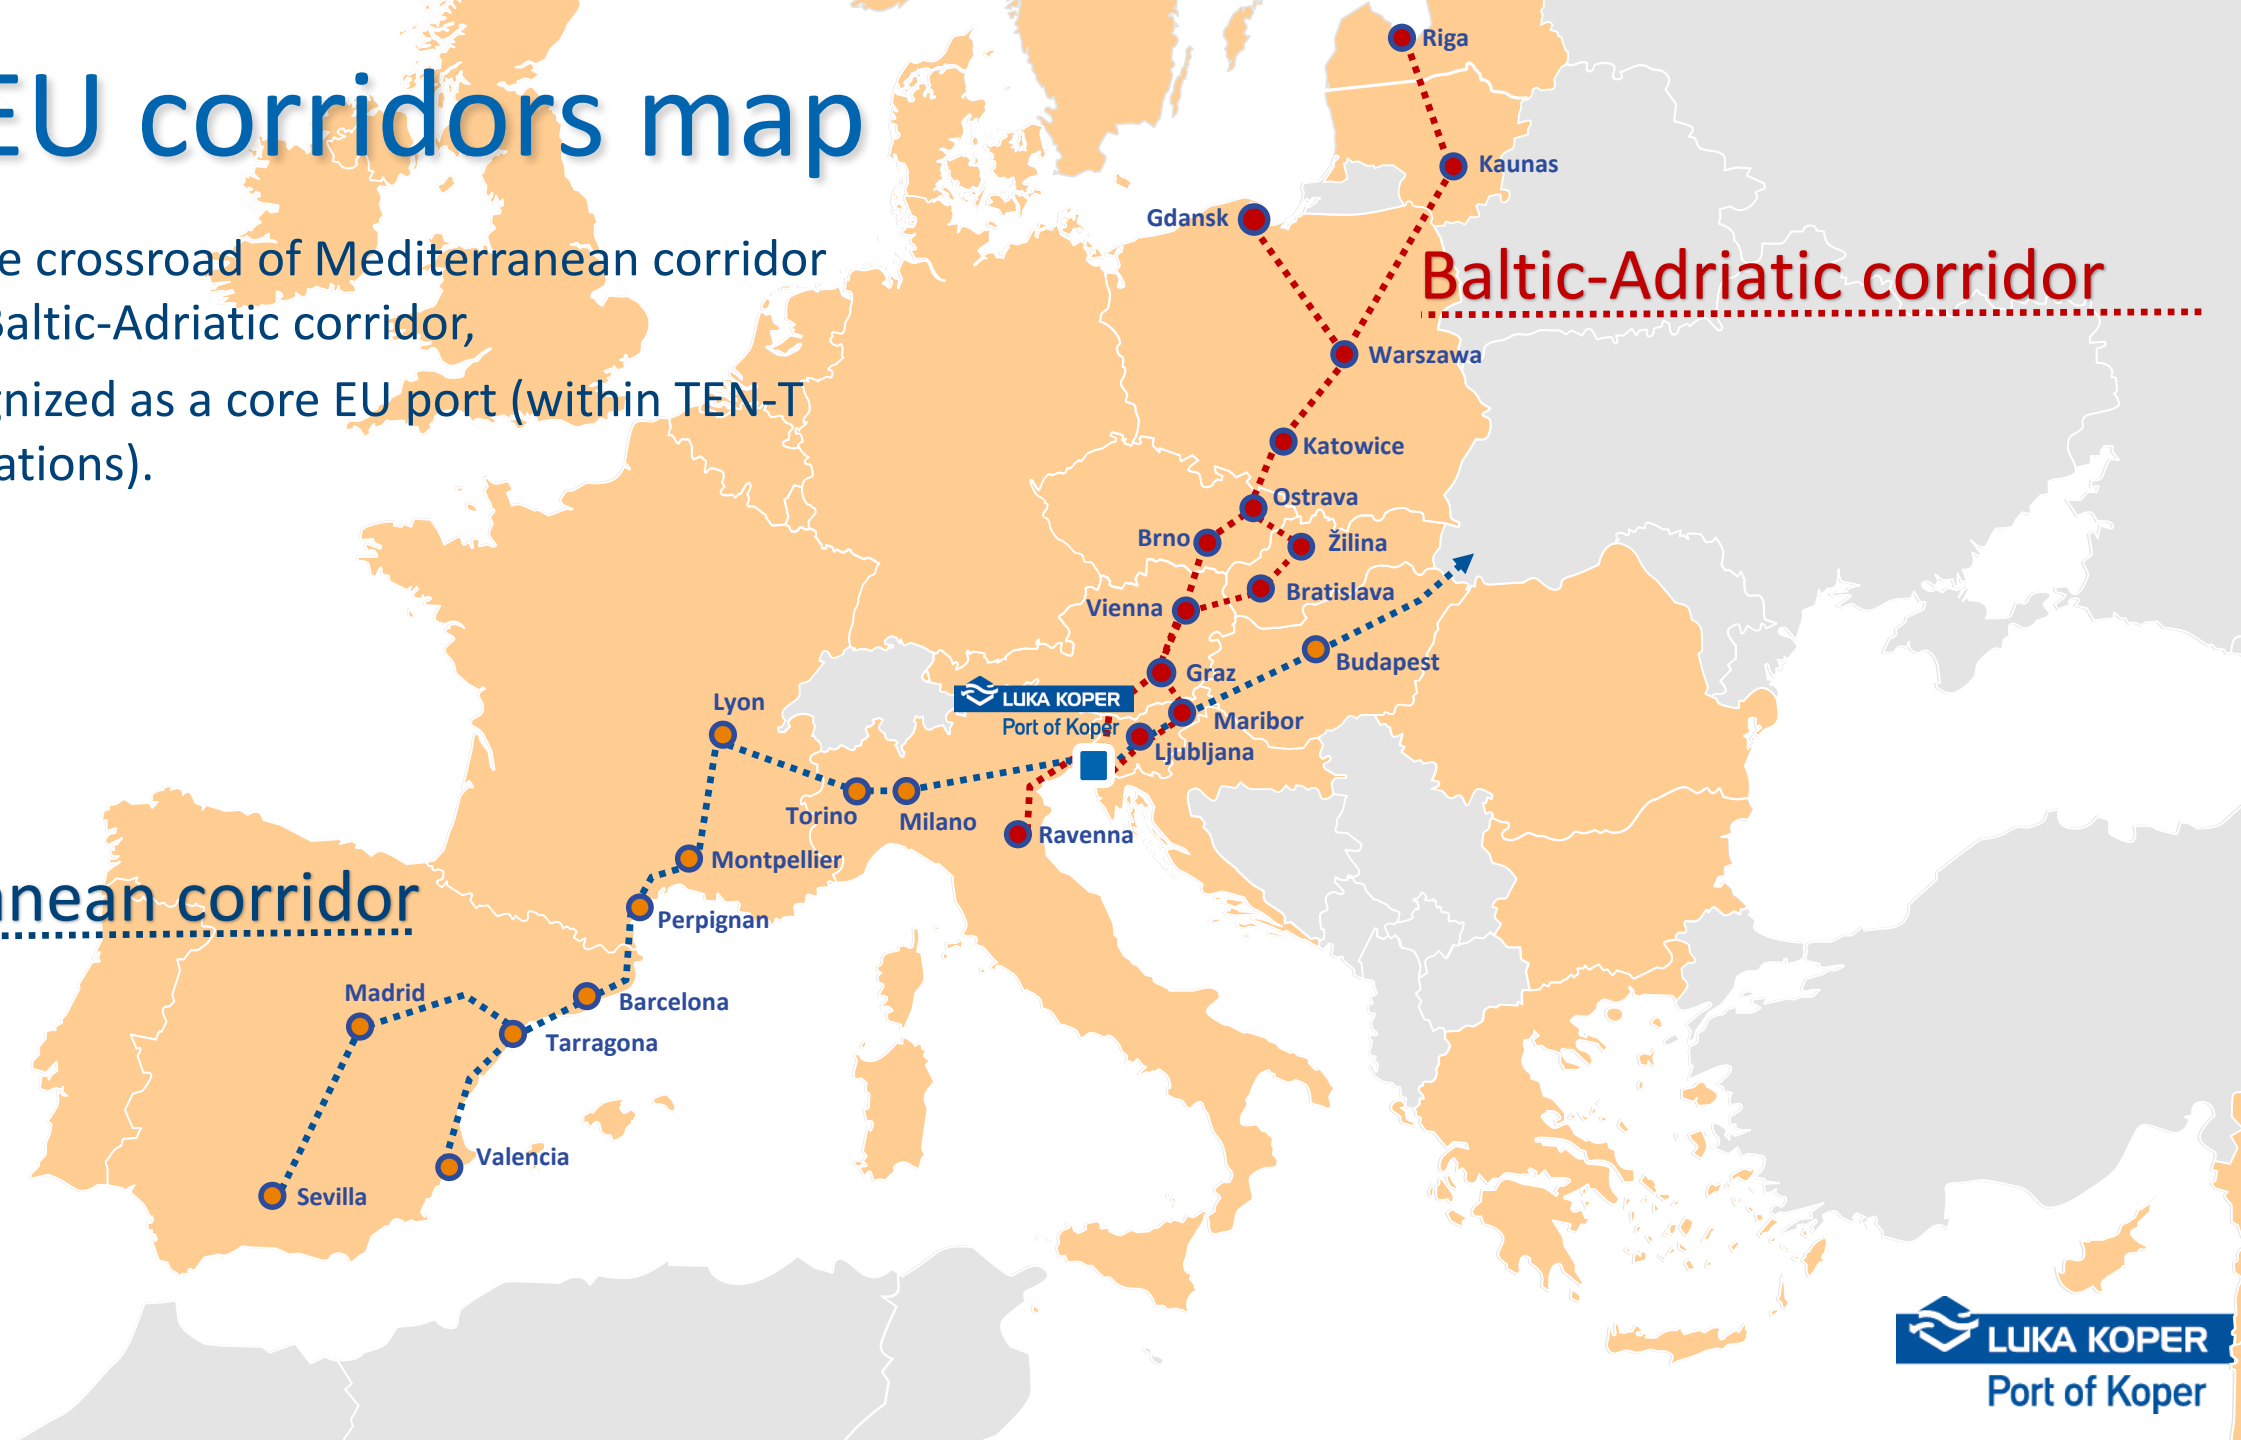 EU corridors map
e crossroad of Mediterranean corridor
Baltic-Adriatic corridor,
gnized as a core EU port (within TEN-T
ations).
Riga
Kaunas
Gdansk
Baltic-Adriatic corridor
Warszawa
Katowice
Ostrava
Brno
Žilina
Bratislava
Vienna
Budapest
Graz
LUKA KOPER
Port of Koper
Maribor
Ljubljana
Lyon
Torino
Milano
Ravenna
Montpellier
nean corridor
Perpignan
Madrid
Barcelona
Tarragona
Valencia
Sevilla
LUKA KOPER
Port of Koper